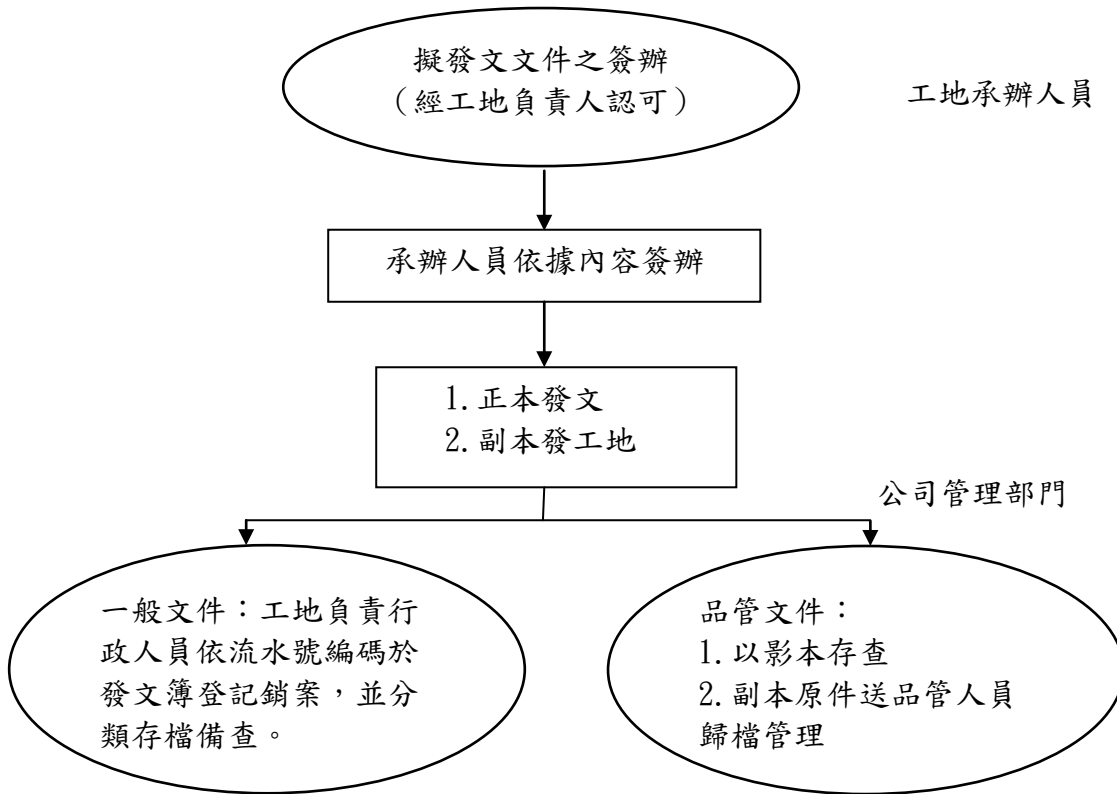 擬發文文件之簽辦
（經工地負責人認可）
工地承辦人員
承辦人員依據內容簽辦
1.正本發文
2.副本發工地
公司管理部門
一般文件：工地負責行
政人員依流水號編碼於
發文簿登記銷案，並分
類存檔備查。
品管文件：
1.以影本存查
2.副本原件送品管人員
歸檔管理